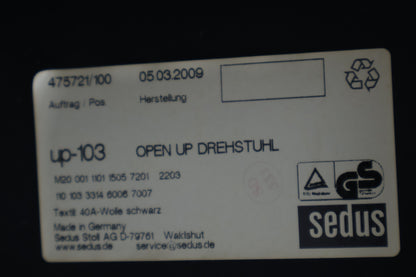 475721/100 05.03.2009
Auftrag / Pos. Herstellung
up-103 OPEN UP DREHSTUHL
M20 001 1101 1505 7201 2203
110 103 3314 6006 7007
Textil 40A-Wolle schwarz
Made in Germany
Sedus Stoll AG D-79761 Waldshut
www.sedus.de service@sedus.de
GS
sedus